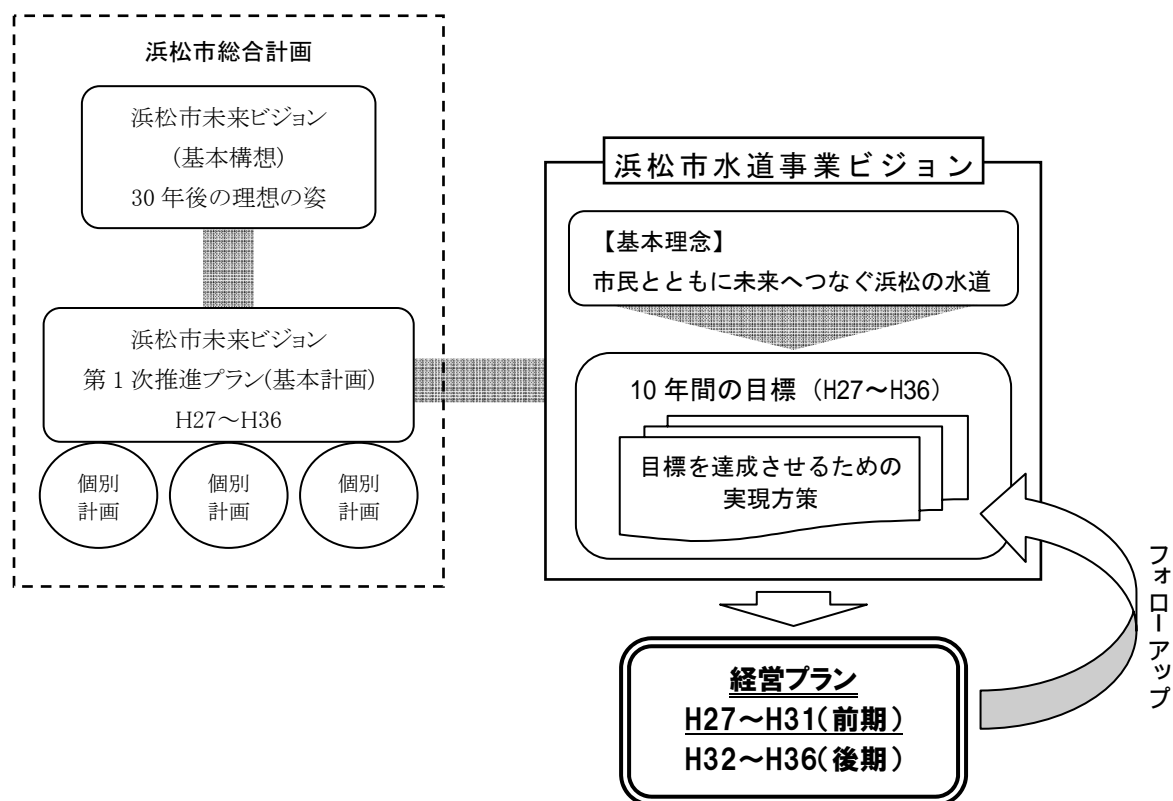 浜松市総合計画
浜松市未来ビジョン
(基本構想)
30年後の理想の姿
浜松市未来ビジョン
第1次推進プラン(基本計画)
H27～H36
個別
計画
個別
計画
個別
計画
浜松市水道事業ビジョン
【基本理念】
市民とともに未来へつなぐ浜松の水道
10年間の目標（H27～H36）
目標を達成させるための
実現方策
フォローアップ
経営プラン
H27～H31(前期)
H32～H36(後期)